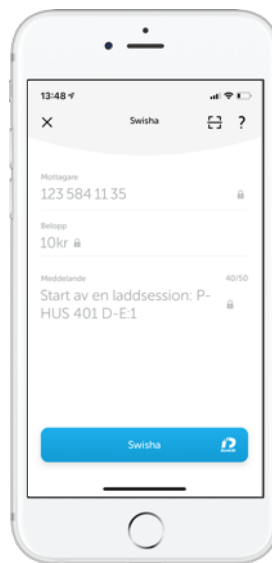 13:48
Swisha
?
Mottagare
123 584 11 35
Belopp
10kr
Meddelande 40/50
Start av en laddsession: P-
HUS 401 D-E:1
Swisha